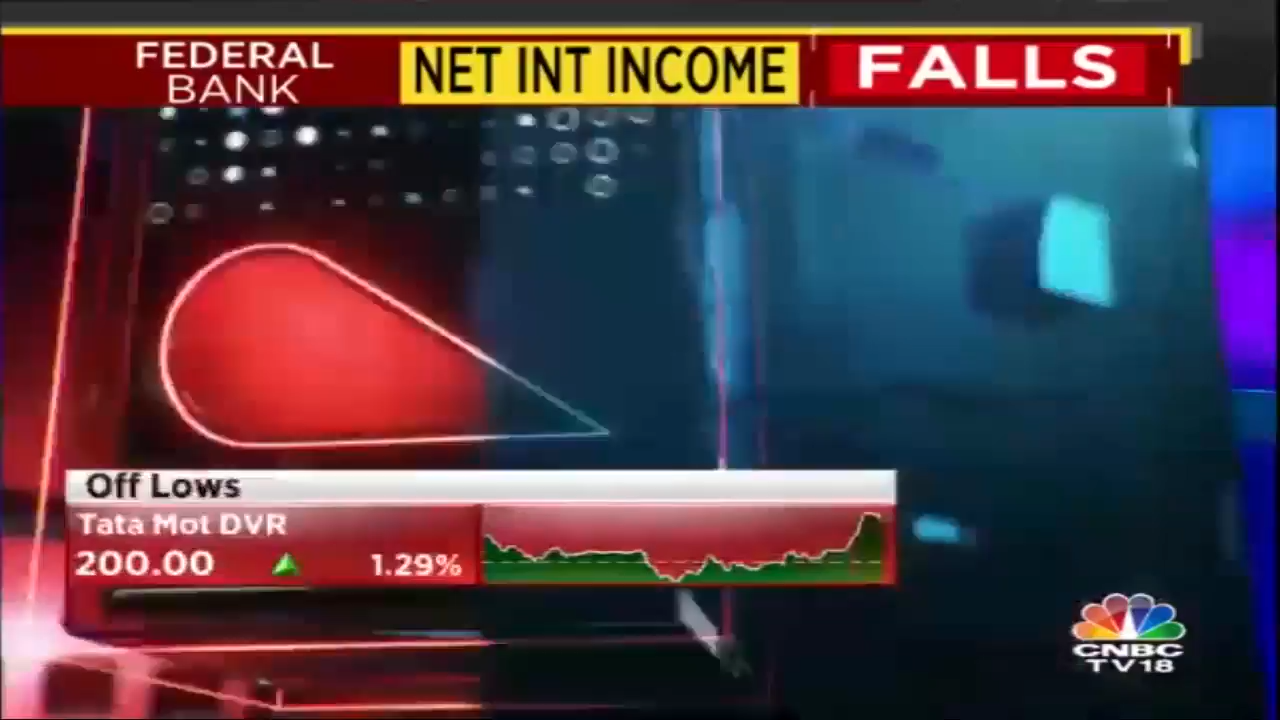 FEDERAL
BANK
NET INT INCOME
FALLS
Off Lows
Tata Mot DVR
200.00 1.29%
CNBC
TV18